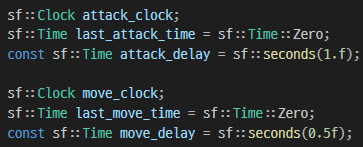 sf::Clock attack_clock;
sf::Time last_attack_time = sf::Time::Zero;
const sf::Time attack_delay = sf::seconds(1.f);

sf::Clock move_clock;
sf::Time last_move_time = sf::Time::Zero;
const sf::Time move_delay = sf::seconds(0.5f);